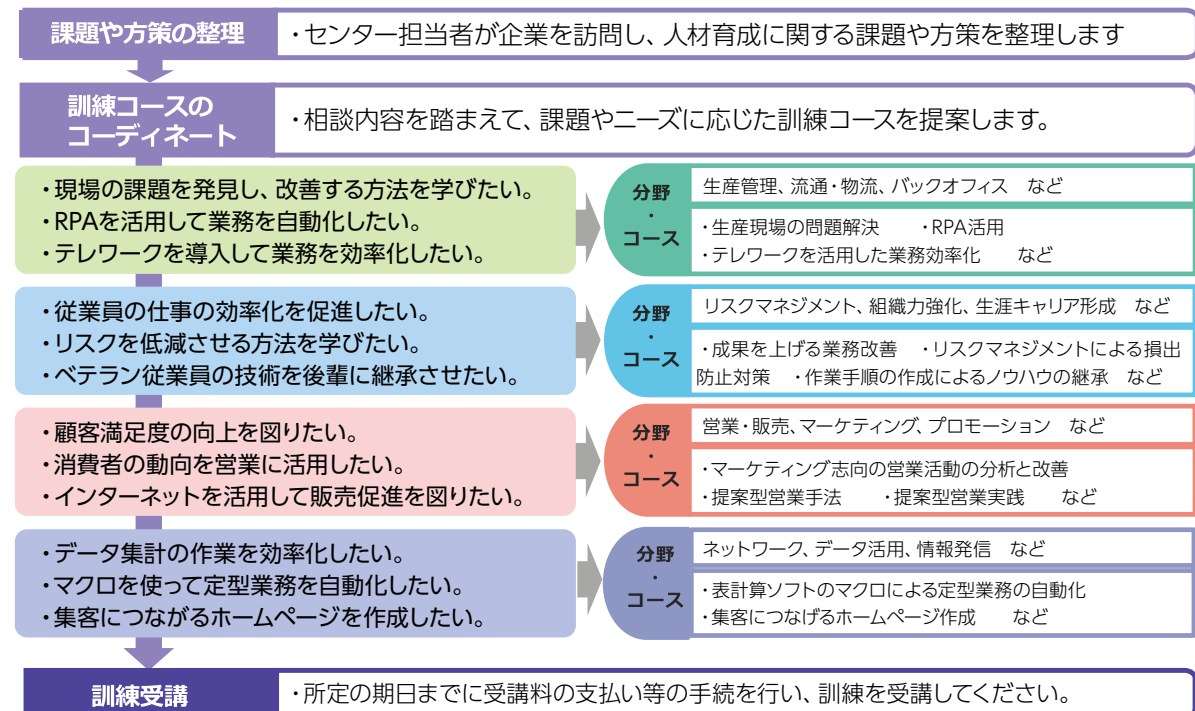 課題や方策の整理
・センター担当者が企業を訪問し、人材育成に関する課題や方策を整理します
訓練コースの
コーディネート
・相談内容を踏まえて、課題やニーズに応じた訓練コースを提案します。
・現場の課題を発見し、改善する方法を学びたい。
・RPAを活用して業務を自動化したい。
・テレワークを導入して業務を効率化したい。
分野
・
コース
生産管理、流通・物流、バックオフィス　など
・生産現場の問題解決　　・RPA活用
・テレワークを活用した業務効率化　　など
・従業員の仕事の効率化を促進したい。
・リスクを低減させる方法を学びたい。
・ベテラン従業員の技術を後輩に継承させたい。
分野
・
コース
リスクマネジメント、組織力強化、生涯キャリア形成　など
・成果を上げる業務改善　・リスクマネジメントによる損出
防止対策　・作業手順の作成によるノウハウの継承　など
・顧客満足度の向上を図りたい。
・消費者の動向を営業に活用したい。
・インターネットを活用して販売促進を図りたい。
分野
・
コース
営業・販売、マーケティング、プロモーション　など
・マーケティング志向の営業活動の分析と改善
・提案型営業手法　　・提案型営業実践　　など
・データ集計の作業を効率化したい。
・マクロを使って定型業務を自動化したい。
・集客につながるホームページを作成したい。
分野
・
コース
ネットワーク、データ活用、情報発信　など
・表計算ソフトのマクロによる定型業務の自動化
・集客につなげるホームページ作成　　など
訓練受講
・所定の期日までに受講料の支払い等の手続を行い、訓練を受講してください。